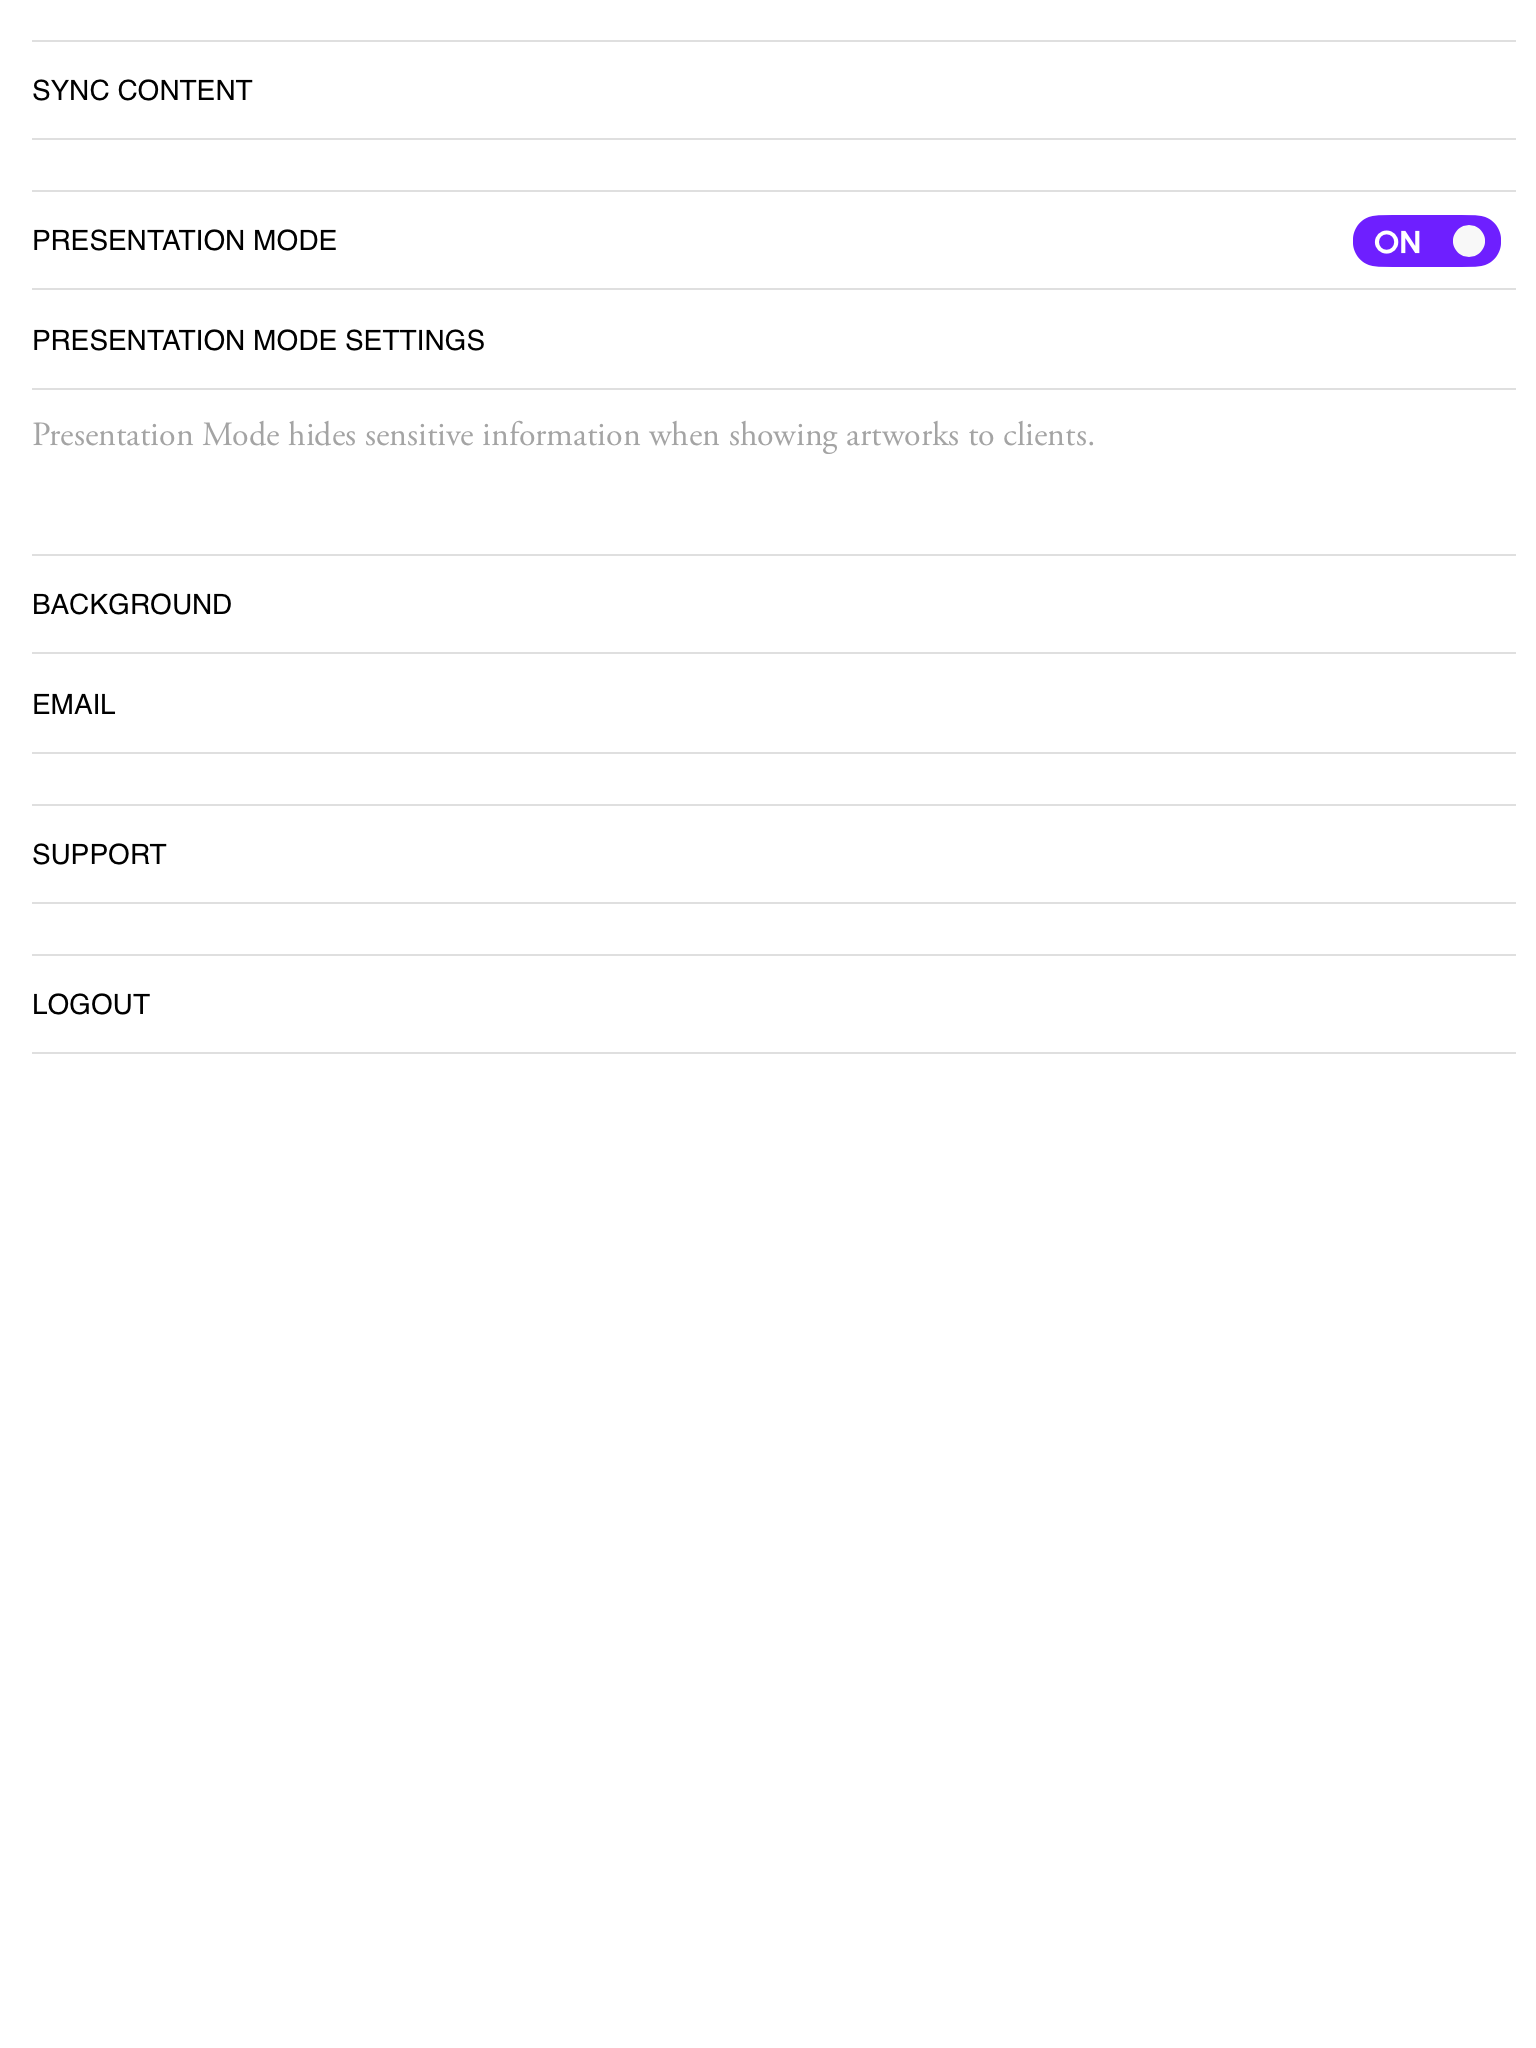 SYNC CONTENT
PRESENTATION MODE ON
PRESENTATION MODE SETTINGS
Presentation Mode hides sensitive information when showing artworks to clients.
BACKGROUND
EMAIL
SUPPORT
LOGOUT